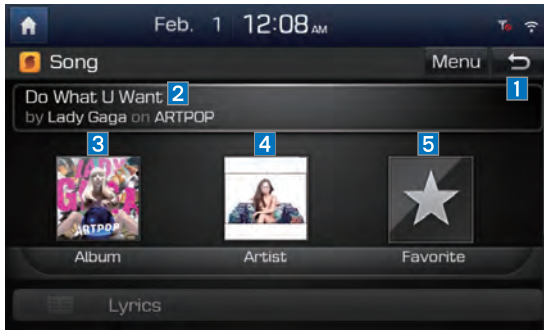 Feb. 1 12:08 AM
Song Menu
1
Do What U Want 2
by Lady Gaga on ARTPOP
3 4 5
LADY
GAGA
ARTPOP
Album Artist Favorite
Lyrics